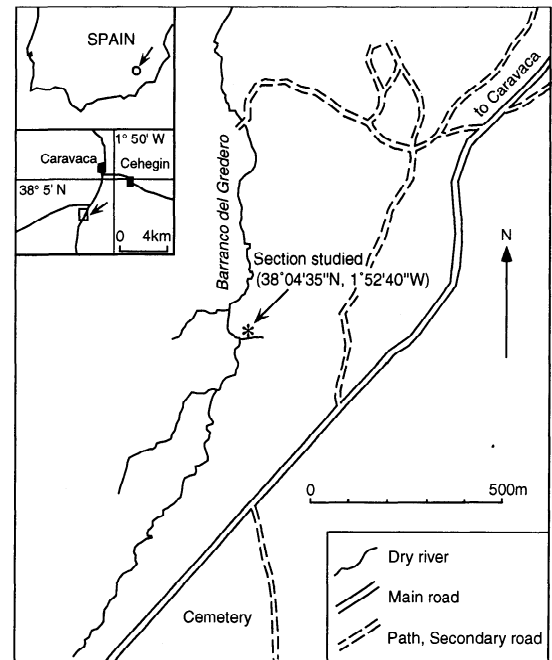 SPAIN
1° 50' W
Caravaca
Cehegin
38° 5' N
0 4km
to Caravaca
Barranco del Gredero
Section studied
(38°04'35"N, 1°52'40"W)
N
0 500m
Dry river
Main road
Path, Secondary road
Cemetery